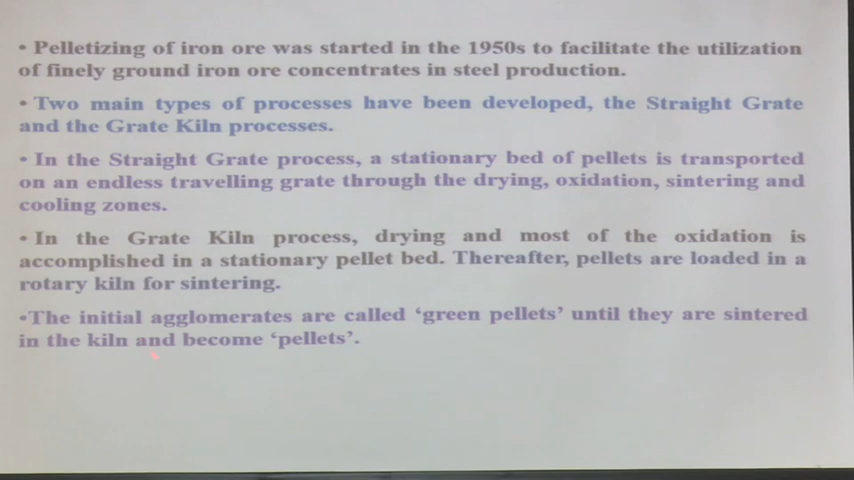 • Pelletizing of iron ore was started in the 1950s to facilitate the utilization
of finely ground iron ore concentrates in steel production.
• Two main types of processes have been developed, the Straight Grate
and the Grate Kiln processes.
• In the Straight Grate process, a stationary bed of pellets is transported
on an endless travelling grate through the drying, oxidation, sintering and
cooling zones.
• In the Grate Kiln process, drying and most of the oxidation is
accomplished in a stationary pellet bed. Thereafter, pellets are loaded in a
rotary kiln for sintering.
•The initial agglomerates are called ‘green pellets’ until they are sintered
in the kiln and become ‘pellets’.